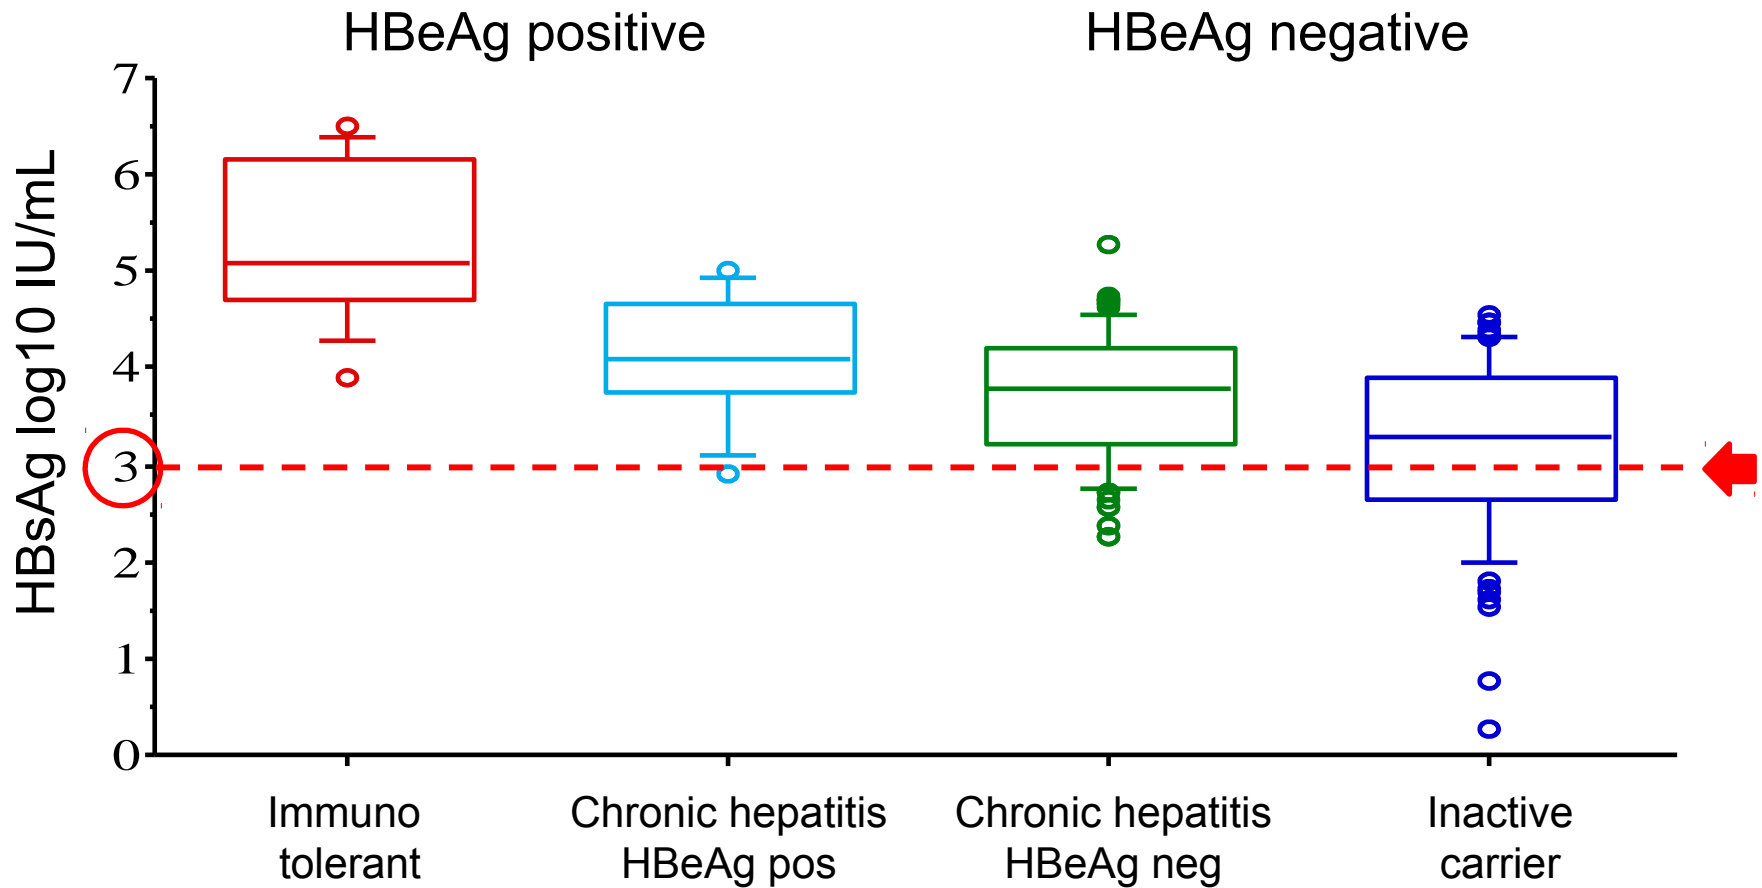 HBeAg positive
HBeAg negative
HBsAg log10 IU/mL
7
6
5
4
3
2
1
0
Immuno
tolerant
Chronic hepatitis
HBeAg pos
Chronic hepatitis
HBeAg neg
Inactive
carrier